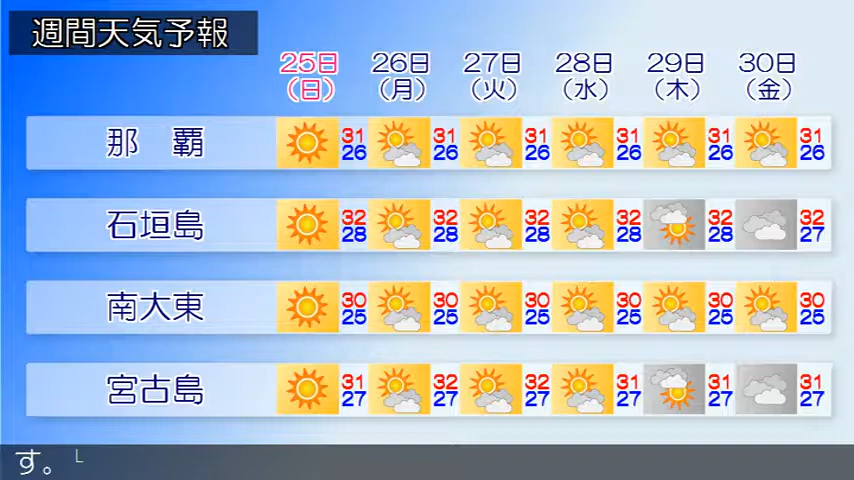 週間天気予報
25日 26日 27日 28日 29日 30日
(日) (月) (火) (水) (木) (金)
那　覇 31 26 31 26 31 26 31 26 31 26 31 26
石垣島 32 28 32 28 32 28 32 28 32 28 32 27
南大東 30 25 30 25 30 25 30 25 30 25 30 25
宮古島 31 27 32 27 32 27 31 27 31 27 31 27
す。